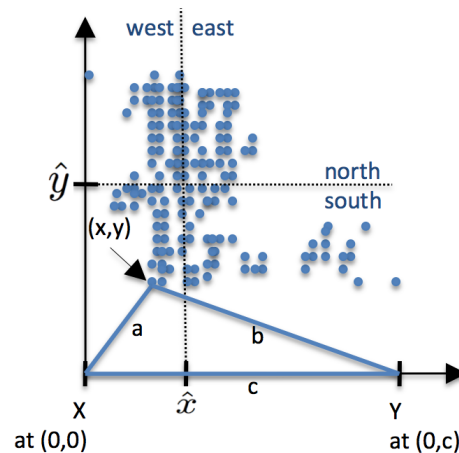 west east
ŷ
north
south
(x,y)
a
b
c
X
x̂
Y
at (0,0)
at (0,c)